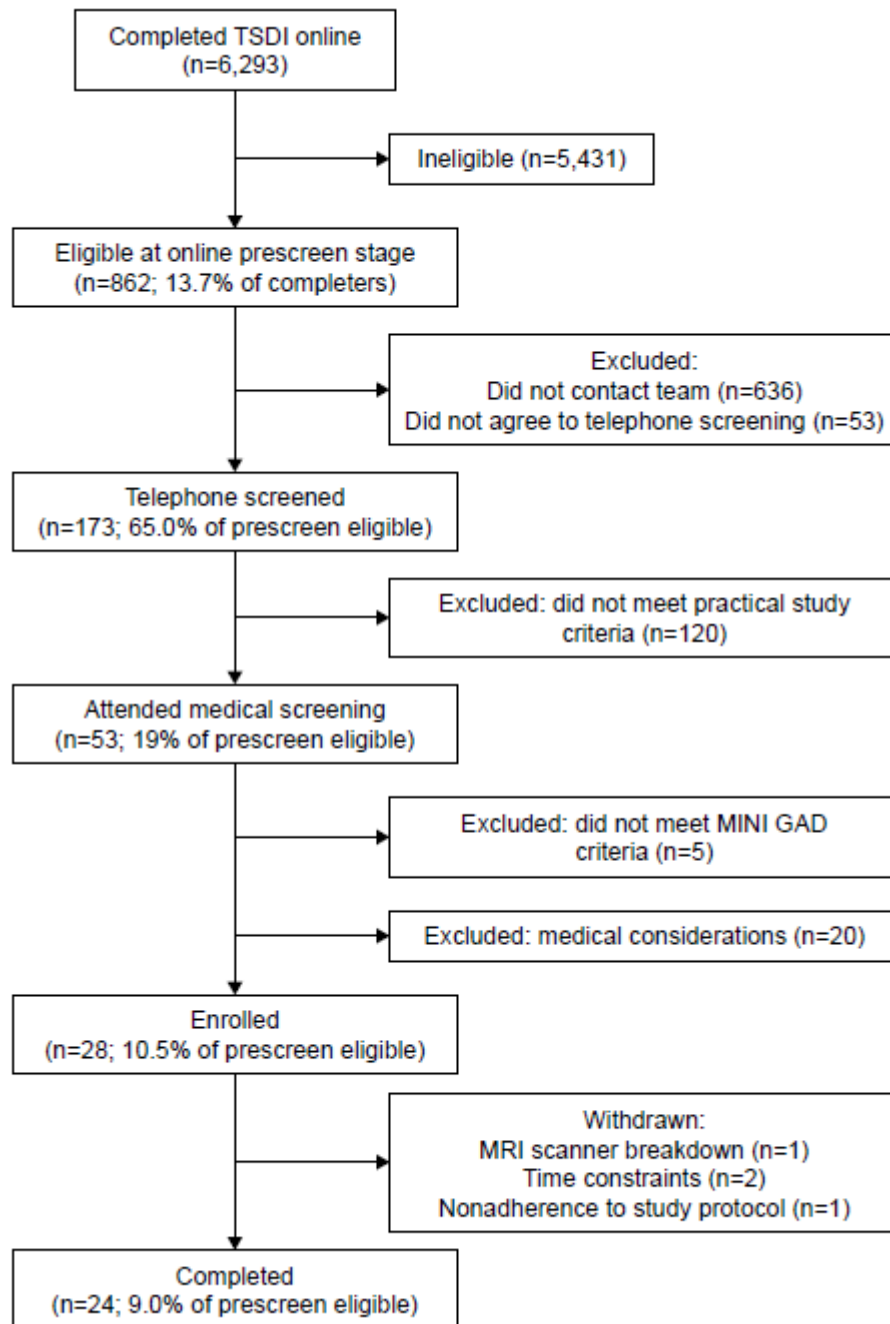 Completed TSDI online
(n=6,293)
Ineligible (n=5,431)
Eligible at online prescreen stage
(n=862; 13.7% of completers)
Excluded:
Did not contact team (n=636)
Did not agree to telephone screening (n=53)
Telephone screened
(n=173; 65.0% of prescreen eligible)
Excluded: did not meet practical study
criteria (n=120)
Attended medical screening
(n=53; 19% of prescreen eligible)
Excluded: did not meet MINI GAD
criteria (n=5)
Excluded: medical considerations (n=20)
Enrolled
(n=28; 10.5% of prescreen eligible)
Withdrawn:
MRI scanner breakdown (n=1)
Time constraints (n=2)
Nonadherence to study protocol (n=1)
Completed
(n=24; 9.0% of prescreen eligible)